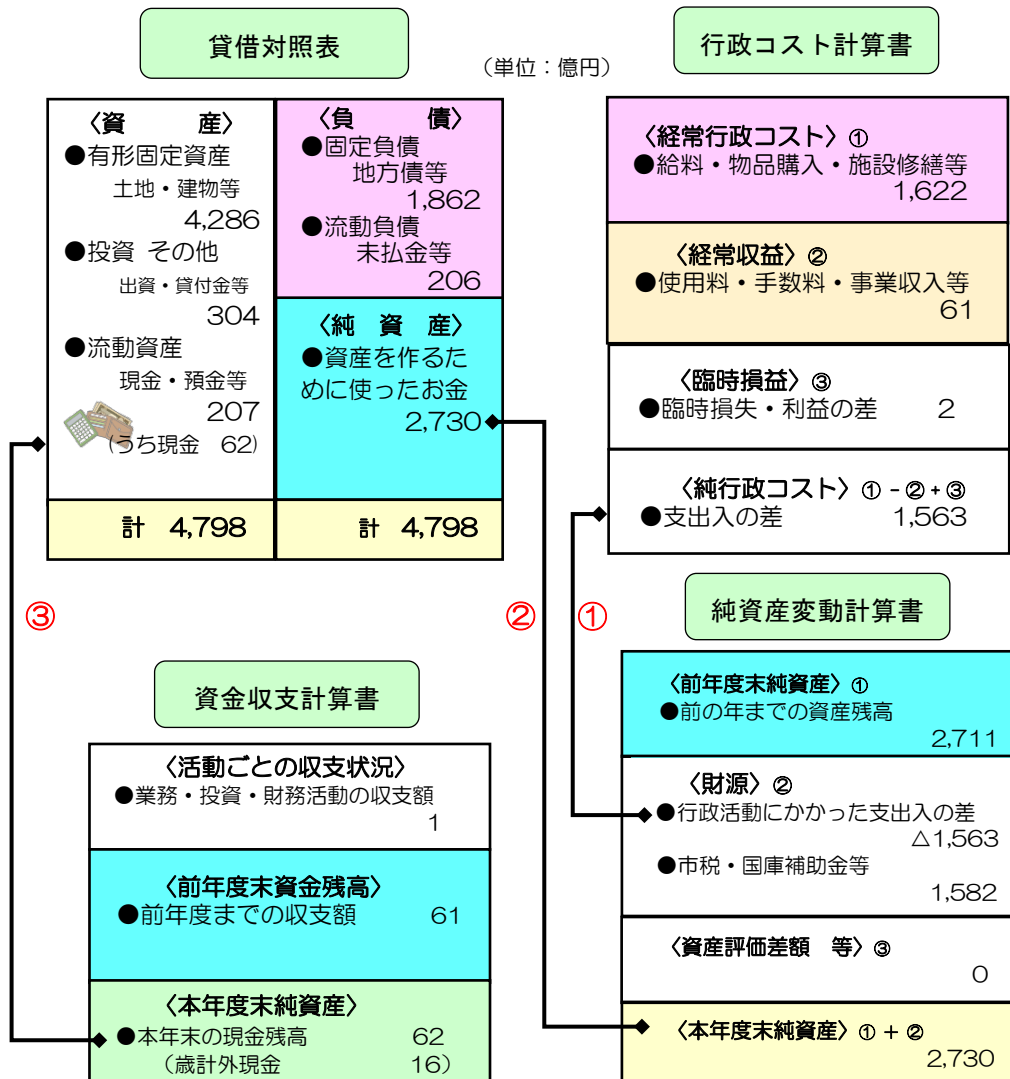 貸借対照表
（単位：億円）
〈資　産〉
●有形固定資産
土地・建物等
4,286
●投資 その他
出資・貸付金等
304
●流動資産
現金・預金等
207
(うち現金 62)
〈負　債〉
●固定負債
地方債等
1,862
●流動負債
未払金等
206
〈純 資 産〉
●資産を作るた
めに使ったお金
2,730
計 4,798
計 4,798
行政コスト計算書
〈経常行政コスト〉①
●給料・物品購入・施設修繕等
1,622
〈経常収益〉②
●使用料・手数料・事業収入等
61
〈臨時損益〉③
●臨時損失・利益の差 2
〈純行政コスト〉①－②＋③
●支出入の差 1,563
③
②
①
資金収支計算書
〈活動ごとの収支状況〉
●業務・投資・財務活動の収支額
1
〈前年度末資金残高〉
●前年度までの収支額 61
〈本年度末純資産〉
●本年末の現金残高 62
（歳計外現金 16）
純資産変動計算書
〈前年度末純資産〉①
●前の年までの資産残高
2,711
〈財源〉②
●行政活動にかかった支出入の差
△1,563
●市税・国庫補助金等
1,582
〈資産評価差額 等〉③
0
〈本年度末純資産〉①＋②
2,730